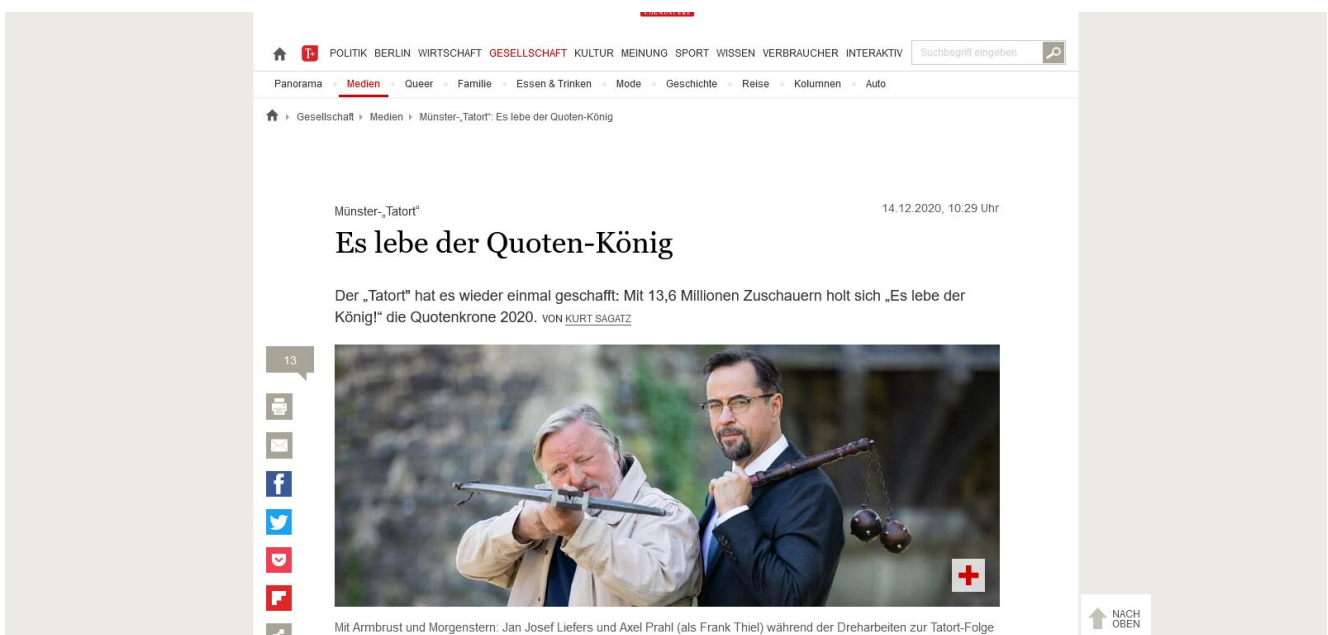 T+ POLITIK BERLIN WIRTSCHAFT GESELLSCHAFT KULTUR MEINUNG SPORT WISSEN VERBRAUCHER INTERAKTIV Suchbegriff eingeben
Panorama Medien Queer Familie Essen & Trinken Mode Geschichte Reise Kolumnen Auto
Gesellschaft Medien Münster-„Tatort“: Es lebe der Quoten-König
Münster-„Tatort“ 14.12.2020, 10:29 Uhr
Es lebe der Quoten-König
Der „Tatort" hat es wieder einmal geschafft: Mit 13,6 Millionen Zuschauern holt sich „Es lebe der
König!“ die Quotenkrone 2020. VON KURT SAGATZ
13
Mit Armbrust und Morgenstern: Jan Josef Liefers und Axel Prahl (als Frank Thiel) während der Dreharbeiten zur Tatort-Folge
NACH
OBEN